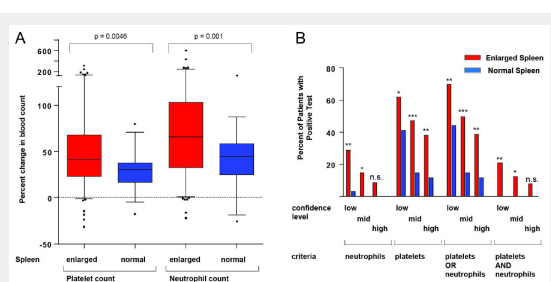 A
p = 0.0046
p = 0.001
600
400
200
100
50
0
-50
Percent change in blood count
Spleen
enlarged
normal
enlarged
normal
Platelet count
Neutrophil count
B
Enlarged Spleen
Normal Spleen
Percent of Patients with
Positive Test
80
60
40
20
**
*
n.s.
*
***
*
**
***
*
**
*
n.s.
confidence
level
low
mid
high
low
mid
high
low
mid
high
low
mid
high
criteria
neutrophils
platelets
platelets
OR
neutrophils
platelets
AND
neutrophils